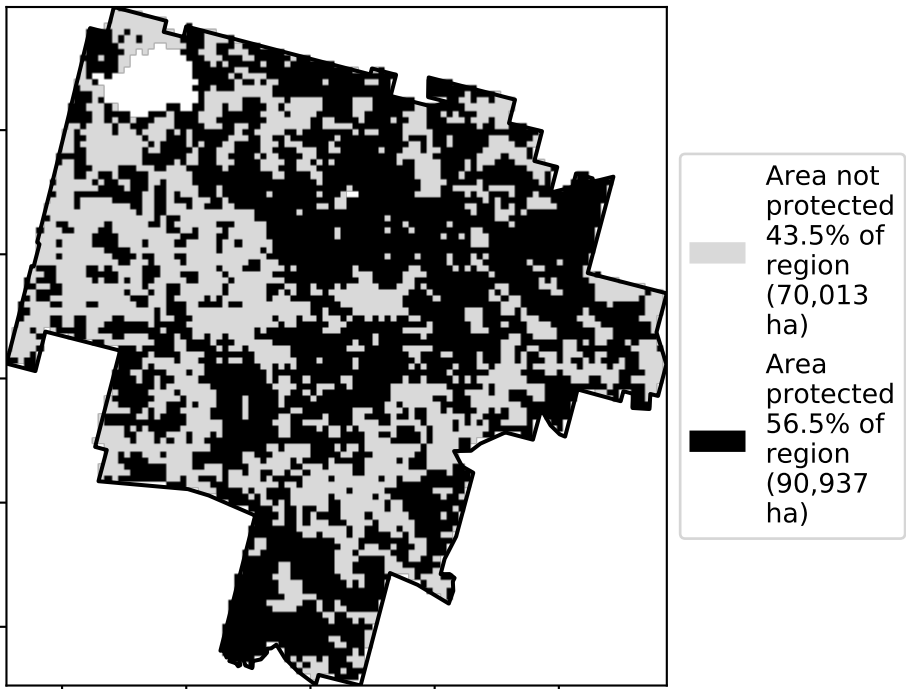 Area not
protected
43.5% of
region
(70,013
ha)
Area
protected
56.5% of
region
(90,937
ha)